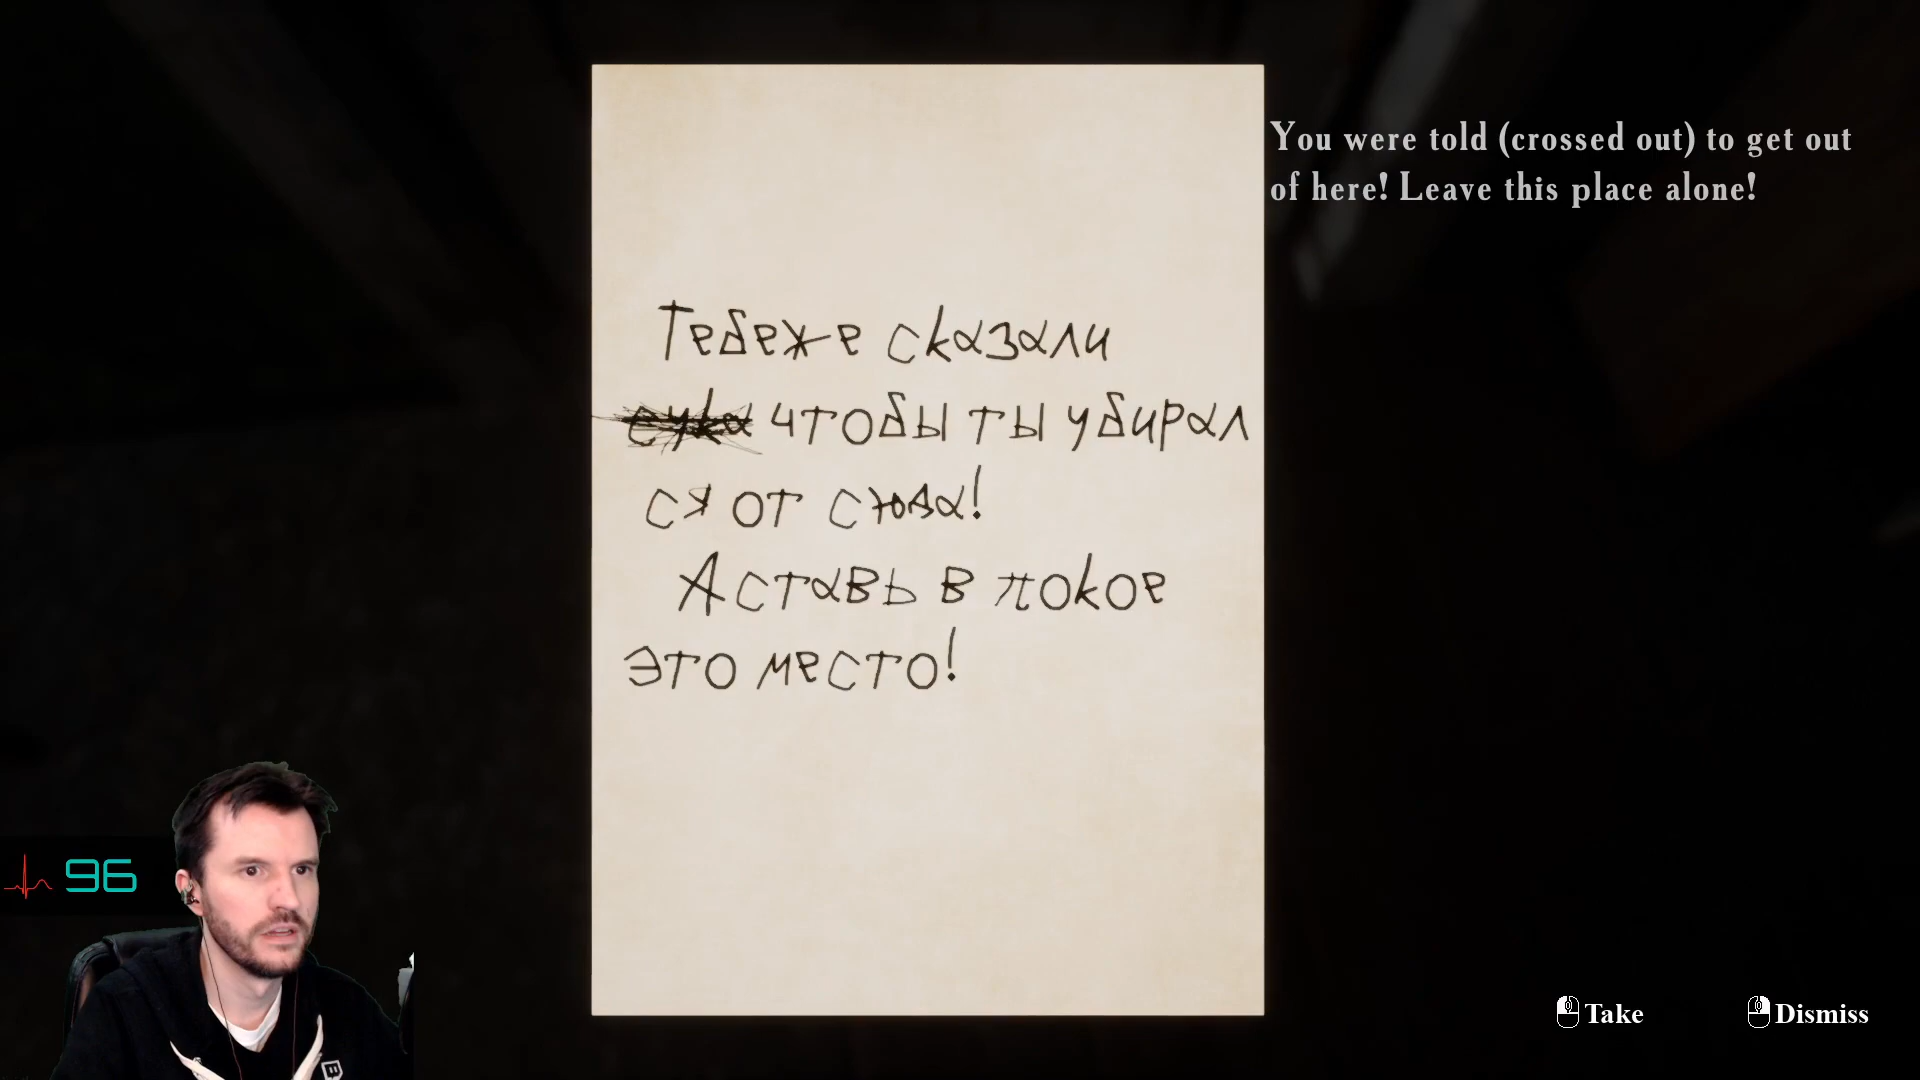 You were told (crossed out) to get out
of here! Leave this place alone!
Тебеже сказали
сука чтобы ты убирал
ся от сюда!
Аставь в покое
это место!
96
Take
Dismiss